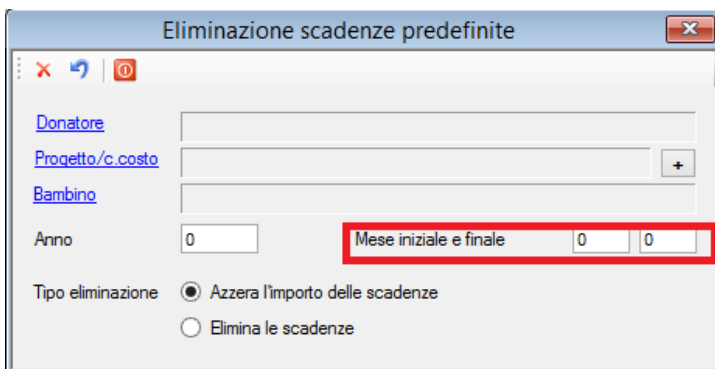 Eliminazione scadenze predefinite
Donatore
Progetto/c.costo +
Bambino
Anno 0 Mese iniziale e finale 0 0
Tipo eliminazione Azzera l'importo delle scadenze
Elimina le scadenze